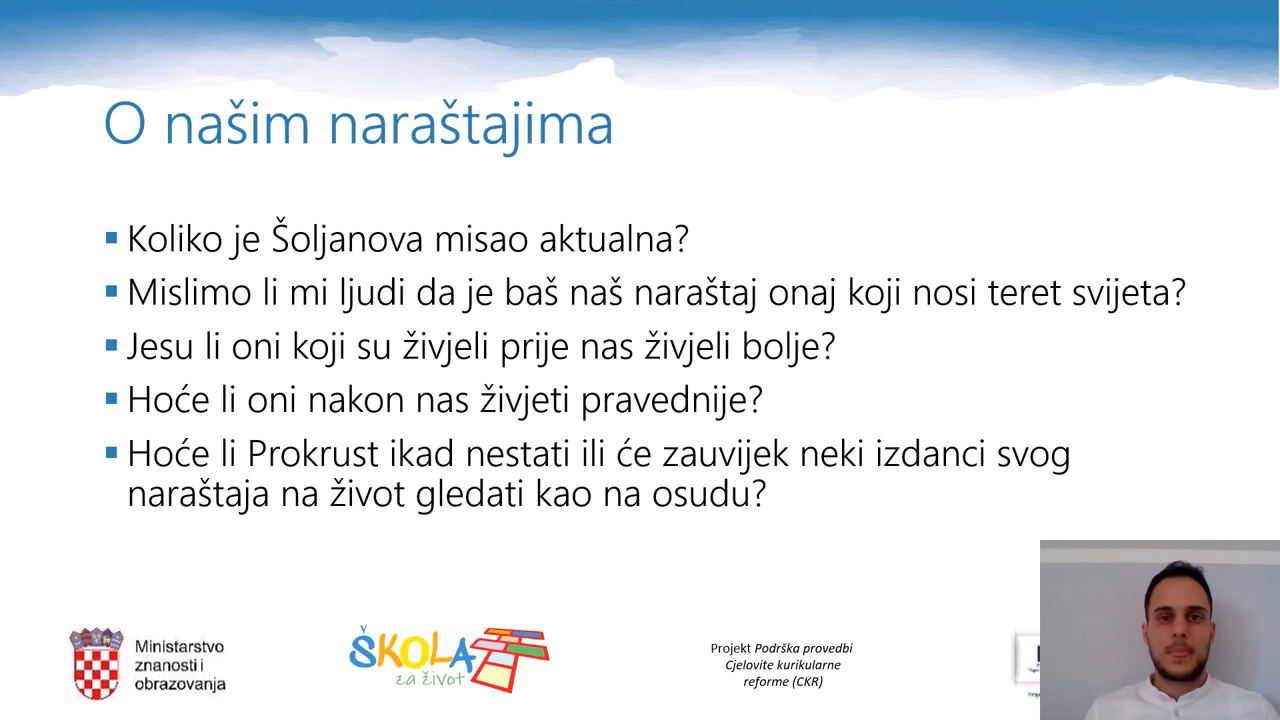 O našim naraštajima
Koliko je Šoljanova misao aktualna?
Mislimo li mi ljudi da je baš naš naraštaj onaj koji nosi teret svijeta?
Jesu li oni koji su živjeli prije nas živjeli bolje?
Hoće li oni nakon nas živjeti pravednije?
Hoće li Prokrust ikad nestati ili će zauvijek neki izdanci svog
naraštaja na život gledati kao na osudu?
Ministarstvo
znanosti i
obrazovanja
ŠKOLA
za život
Projekt Podrška provedbi
Cjelovite kurikularne
reforme (CKR)